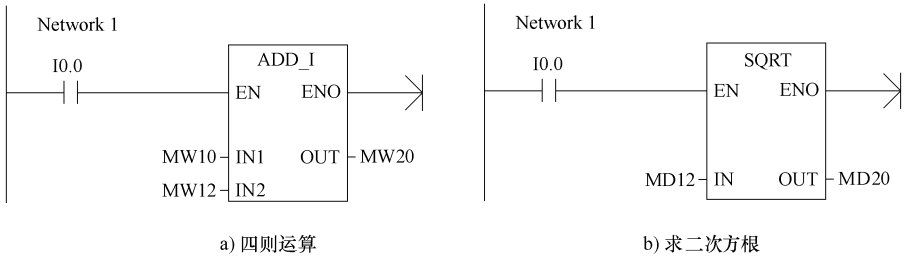 Network 1
I0.0
ADD_I
EN ENO
MW10 IN1 OUT MW20
MW12 IN2
a) 四则运算
Network 1
I0.0
SQRT
EN ENO
MD12 IN OUT MD20
b) 求二次方根